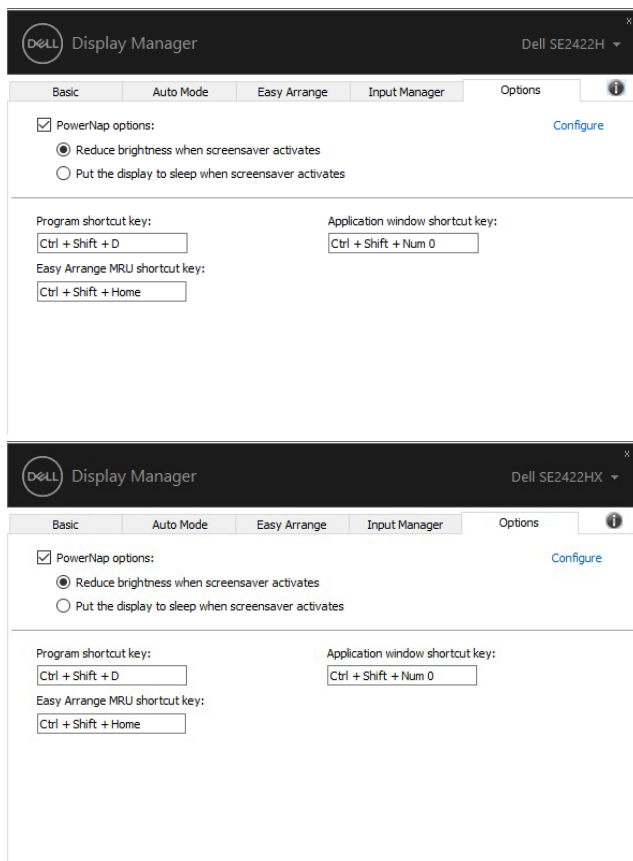 x
DELL Display Manager Dell SE2422H
Basic Auto Mode Easy Arrange Input Manager Options i
PowerNap options: Configure
Reduce brightness when screensaver activates
Put the display to sleep when screensaver activates
Program shortcut key: Application window shortcut key:
Ctrl + Shift + D Ctrl + Shift + Num 0
Easy Arrange MRU shortcut key:
Ctrl + Shift + Home
x
DELL Display Manager Dell SE2422HX
Basic Auto Mode Easy Arrange Input Manager Options i
PowerNap options: Configure
Reduce brightness when screensaver activates
Put the display to sleep when screensaver activates
Program shortcut key: Application window shortcut key:
Ctrl + Shift + D Ctrl + Shift + Num 0
Easy Arrange MRU shortcut key:
Ctrl + Shift + Home